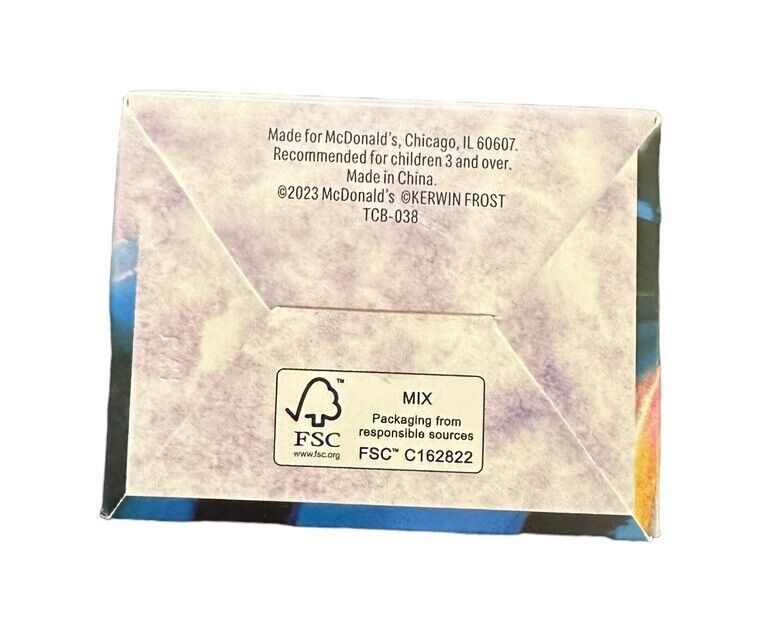 Made for McDonald's, Chicago, IL 60607.
Recommended for children 3 and over.
Made in China.
©2023 McDonald's ©KERWIN FROST
TCB-038
™
MIX
Packaging from
responsible sources
FSC
www.fsc.org
FSC™ C162822